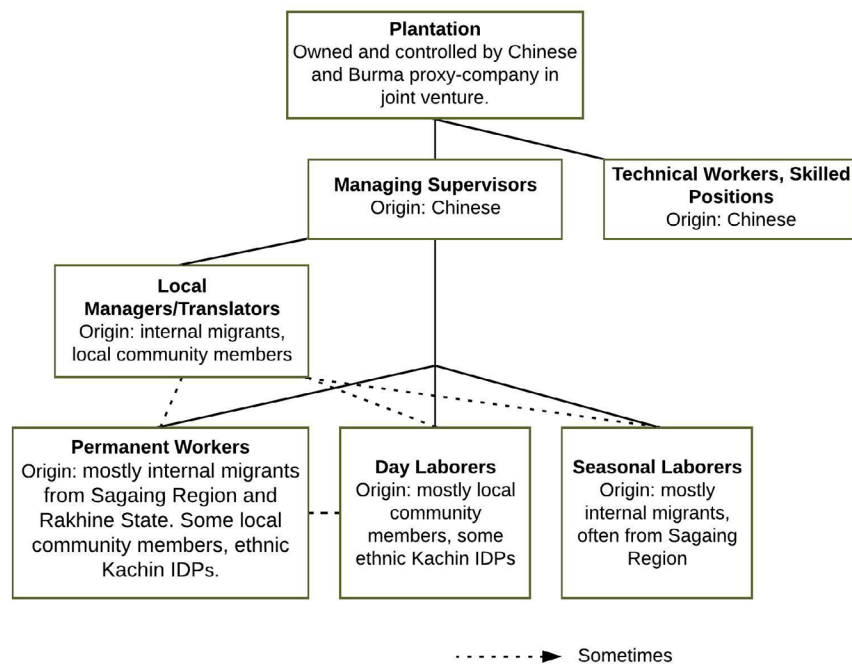 Plantation
Owned and controlled by Chinese
and Burma proxy-company in
joint venture.
Managing Supervisors
Origin: Chinese
Technical Workers, Skilled
Positions
Origin: Chinese
Local
Managers/Translators
Origin: internal migrants,
local community members
Permanent Workers
Origin: mostly internal migrants
from Sagaing Region and
Rakhine State. Some local
community members, ethnic
Kachin IDPs.
Day Laborers
Origin: mostly local
community
members, some
ethnic Kachin IDPs
Seasonal Laborers
Origin: mostly
internal migrants,
often from Sagaing
Region
Sometimes